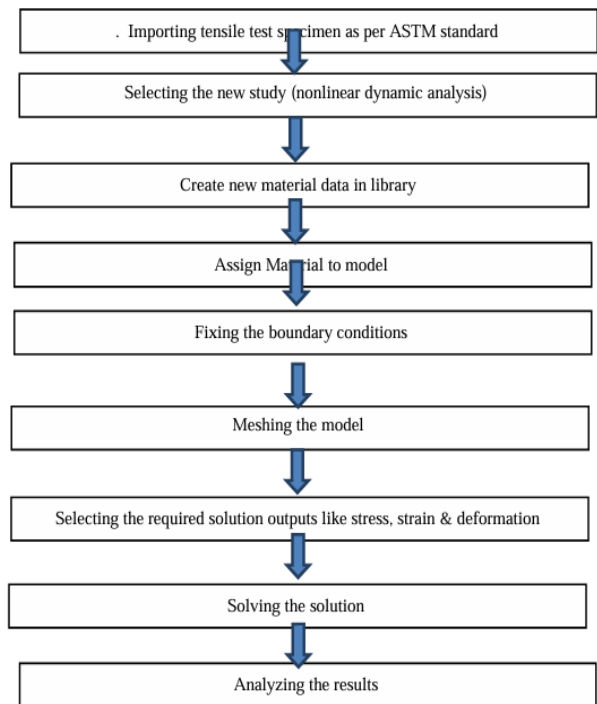 . Importing tensile test specimen as per ASTM standard
Selecting the new study (nonlinear dynamic analysis)
Create new material data in library
Assign Material to model
Fixing the boundary conditions
Meshing the model
Selecting the required solution outputs like stress, strain & deformation
Solving the solution
Analyzing the results